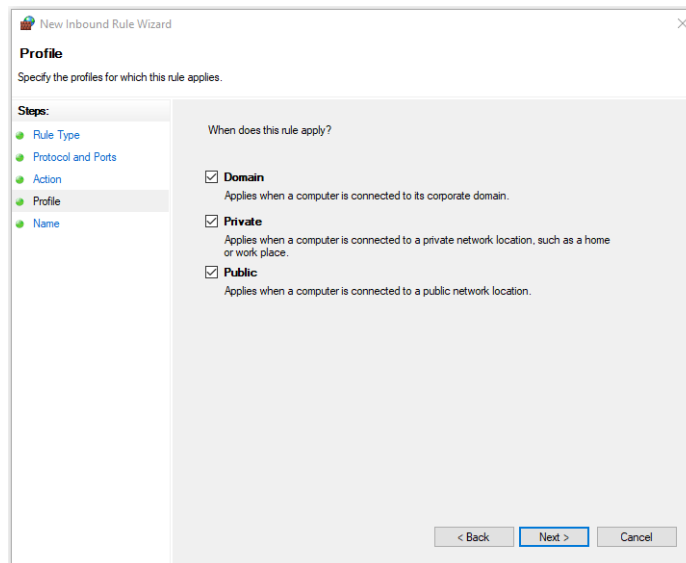 New Inbound Rule Wizard
Profile
Specify the profiles for which this rule applies.
Steps:
Rule Type
Protocol and Ports
Action
Profile
Name
When does this rule apply?
Domain
Applies when a computer is connected to its corporate domain.
Private
Applies when a computer is connected to a private network location, such as a home
or work place.
Public
Applies when a computer is connected to a public network location.
< Back
Next >
Cancel